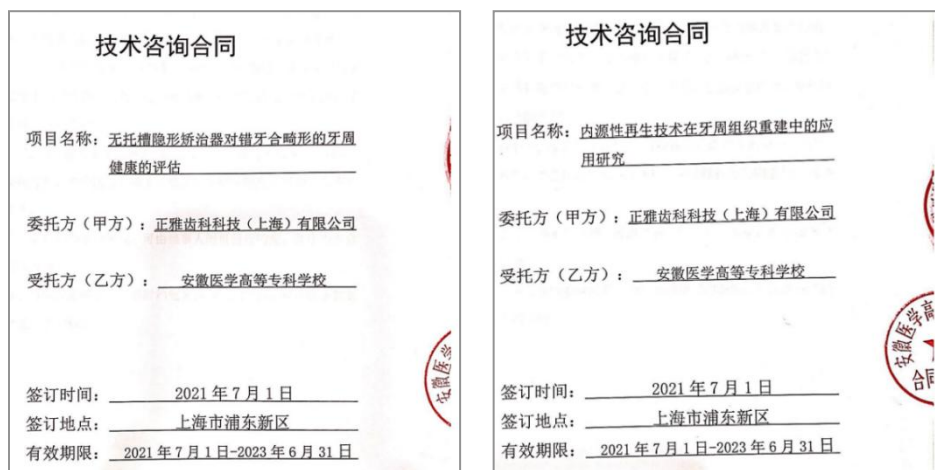 技术咨询合同
项目名称：无托槽隐形矫治器对错牙合畸形的牙周
健康的评估
委托方（甲方）：正雅齿科科技（上海）有限公司
受托方（乙方）：安徽医学高等专科学校
签订时间：2021年7月1日
签订地点：上海市浦东新区
有效期限：2021年7月1日-2023年6月31日
安徽医学
技术咨询合同
项目名称：内源性再生技术在牙周组织重建中的应
用研究
委托方（甲方）：正雅齿科科技（上海）有限公司
受托方（乙方）：安徽医学高等专科学校
签订时间：2021年7月1日
签订地点：上海市浦东新区
有效期限：2021年7月1日-2023年6月31日
安徽医学高
合同